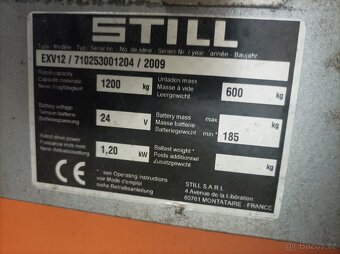 STILL
Type - Modèle - Typ / Serial no - No de série - Serien Nr / year - année - Baujahr
EXV12 / 710253001204 / 2009
Rated capacity
Capacité nominale
Nenn-Tragfähigkeit
1200 kg
Unladen mass
Masse à vide
Leergewicht
600 kg
Battery voltage
Tension batterie
Batteriespannung
24 V
Battery mass
Masse batterie
Batteriegewicht
max kg
min * 185 kg
Rated drive power
Puissance motr. nom
Nenn-Antriebsleistung
1,20 kW
Ballast weight *
Poids additionnel
Zusatzgewicht
kg
CE
* see Operating instructions
voir Mode d'emploi
siehe Betriebsanleitung
STILL S.A.R.L
4 Avenue de la Libération
60761 MONTATAIRE - FRANCE